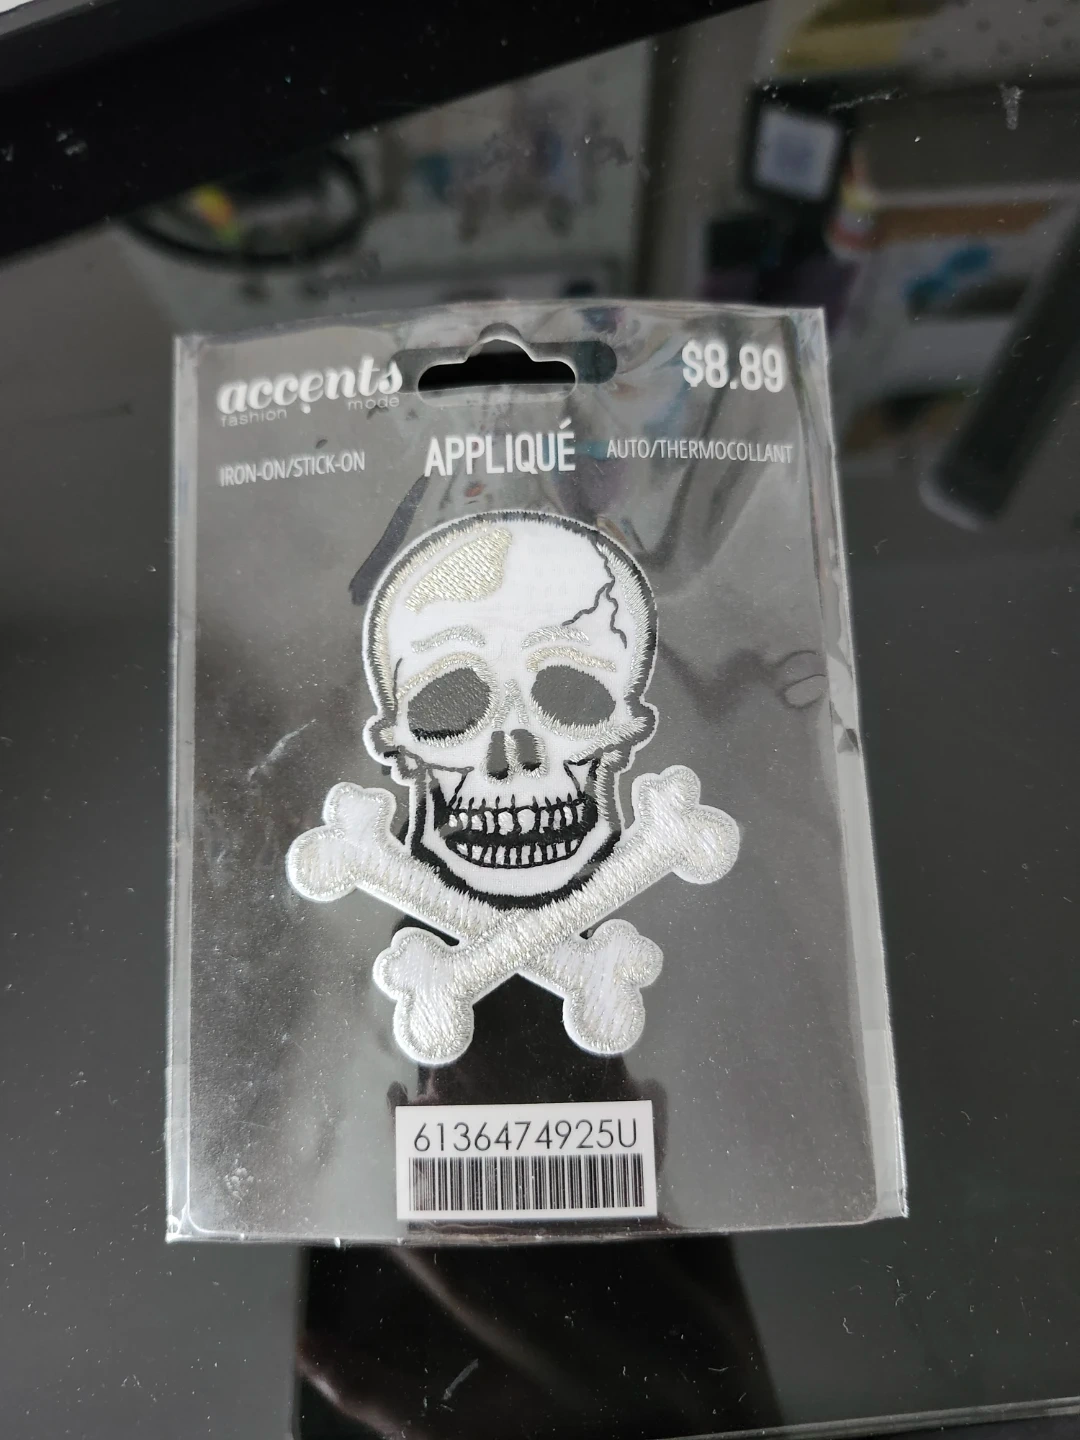 accents
fashion mode
$8.89
IRON-ON/STICK-ON
APPLIQUÉ
AUTO/THERMOCOLLANT
6136474925U